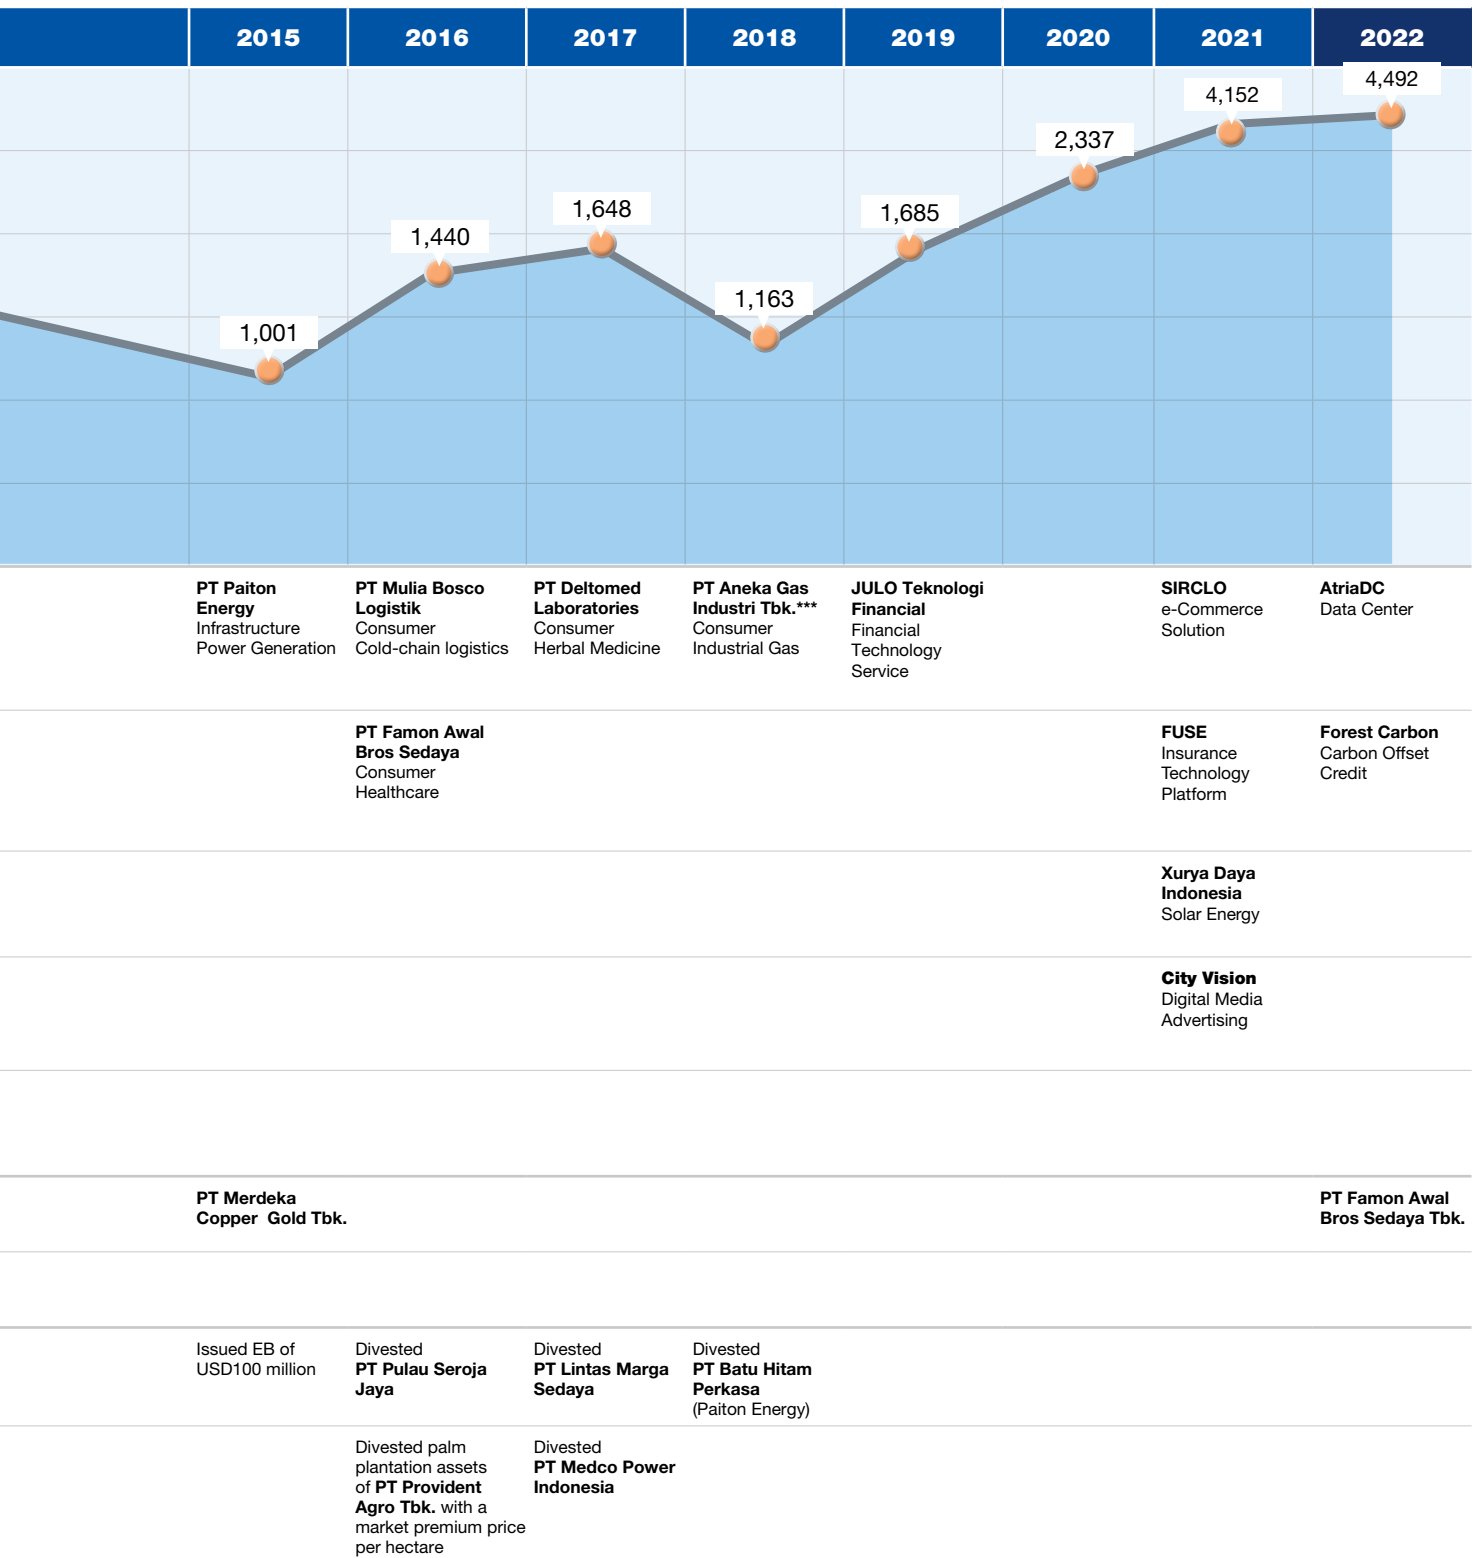 2015 2016 2017 2018 2019 2020 2021 2022
4,492
4,152
2,337
1,648
1,685
1,440
1,163
1,001
PT Paiton
Energy
Infrastructure
Power Generation
PT Mulia Bosco
Logistik
Consumer
Cold-chain logistics
PT Deltomed
Laboratories
Consumer
Herbal Medicine
PT Aneka Gas
Industri Tbk.***
Consumer
Industrial Gas
JULO Teknologi
Financial
Financial
Technology
Service
SIRCLO
e-Commerce
Solution
AtriaDC
Data Center
PT Famon Awal
Bros Sedaya
Consumer
Healthcare
FUSE
Insurance
Technology
Platform
Forest Carbon
Carbon Offset
Credit
Xurya Daya
Indonesia
Solar Energy
City Vision
Digital Media
Advertising
PT Merdeka
Copper Gold Tbk.
PT Famon Awal
Bros Sedaya Tbk.
Issued EB of
USD100 million
Divested
PT Pulau Seroja
Jaya
Divested
PT Lintas Marga
Sedaya
Divested
PT Batu Hitam
Perkasa
(Paiton Energy)
Divested palm
plantation assets
of PT Provident
Agro Tbk. with a
market premium price
per hectare
Divested
PT Medco Power
Indonesia